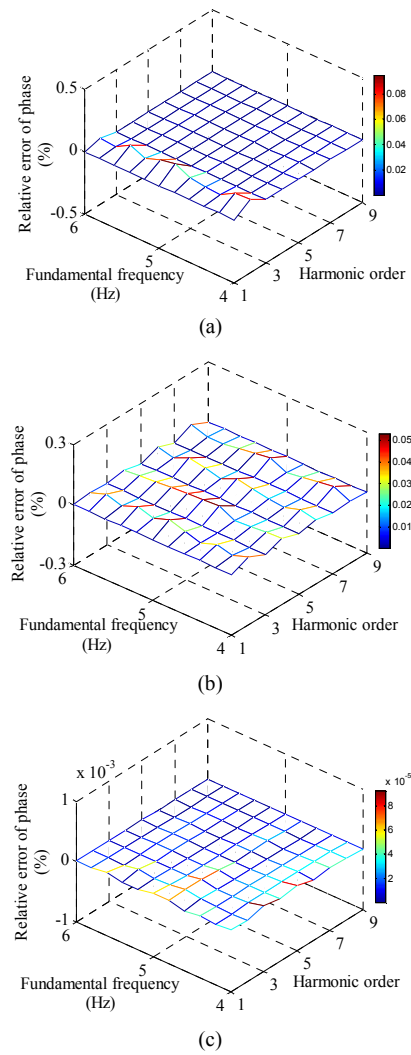 0.5
0
-0.5
Relative error of phase
(%)
6
5
4
Fundamental frequency
(Hz)
1
3
5
7
9
Harmonic order
0.08
0.06
0.04
0.02
(a)
0.3
0
-0.3
Relative error of phase
(%)
6
5
4
Fundamental frequency
(Hz)
1
3
5
7
9
Harmonic order
0.05
0.04
0.03
0.02
0.01
(b)
x 10-3
1
0
-1
Relative error of phase
(%)
6
5
4
Fundamental frequency
(Hz)
1
3
5
7
9
Harmonic order
x 10-5
8
6
4
2
(c)